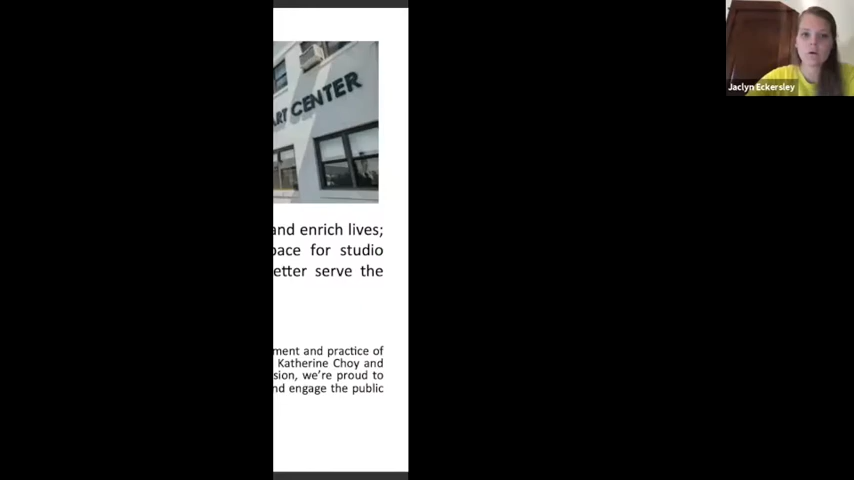 ART CENTER
Jaclyn Eckersley
and enrich lives;
pace for studio
etter serve the
ment and practice of
Katherine Choy and
sion, we're proud to
nd engage the public